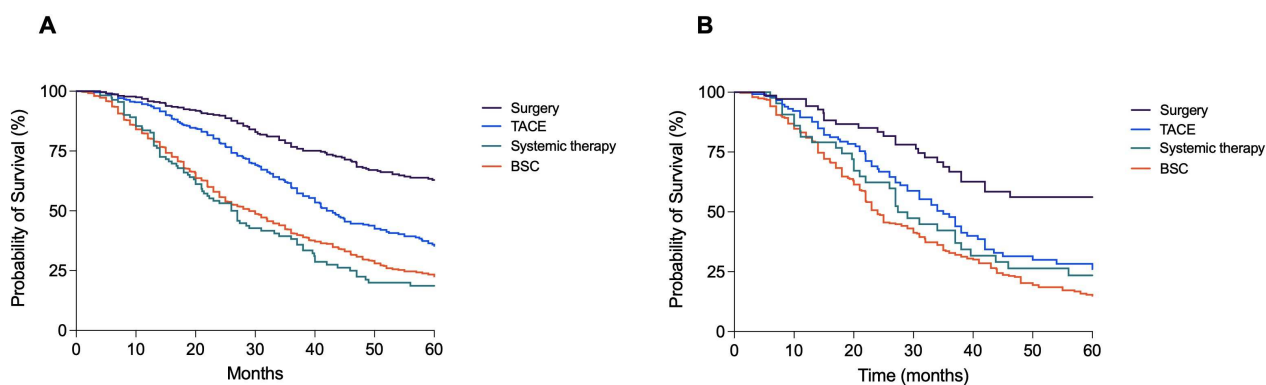 A
Probability of Survival (%)
100
75
50
25
0
0 10 20 30 40 50 60
Months
Surgery
TACE
Systemic therapy
BSC
B
Probability of Survival (%)
100
75
50
25
0
0 10 20 30 40 50 60
Time (months)
Surgery
TACE
Systemic therapy
BSC